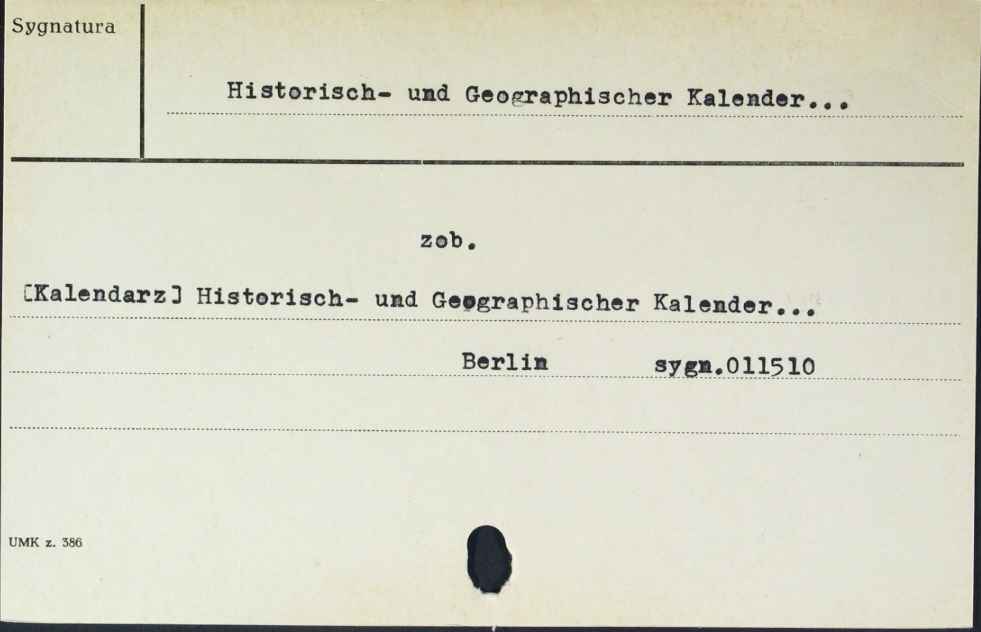 Sygnatura
Historisch- und Geographischer Kalender...
zob.
[Kalendarz] Historisch- und Geographischer Kalender...
Berlin sygn.011510
UMK z. 386